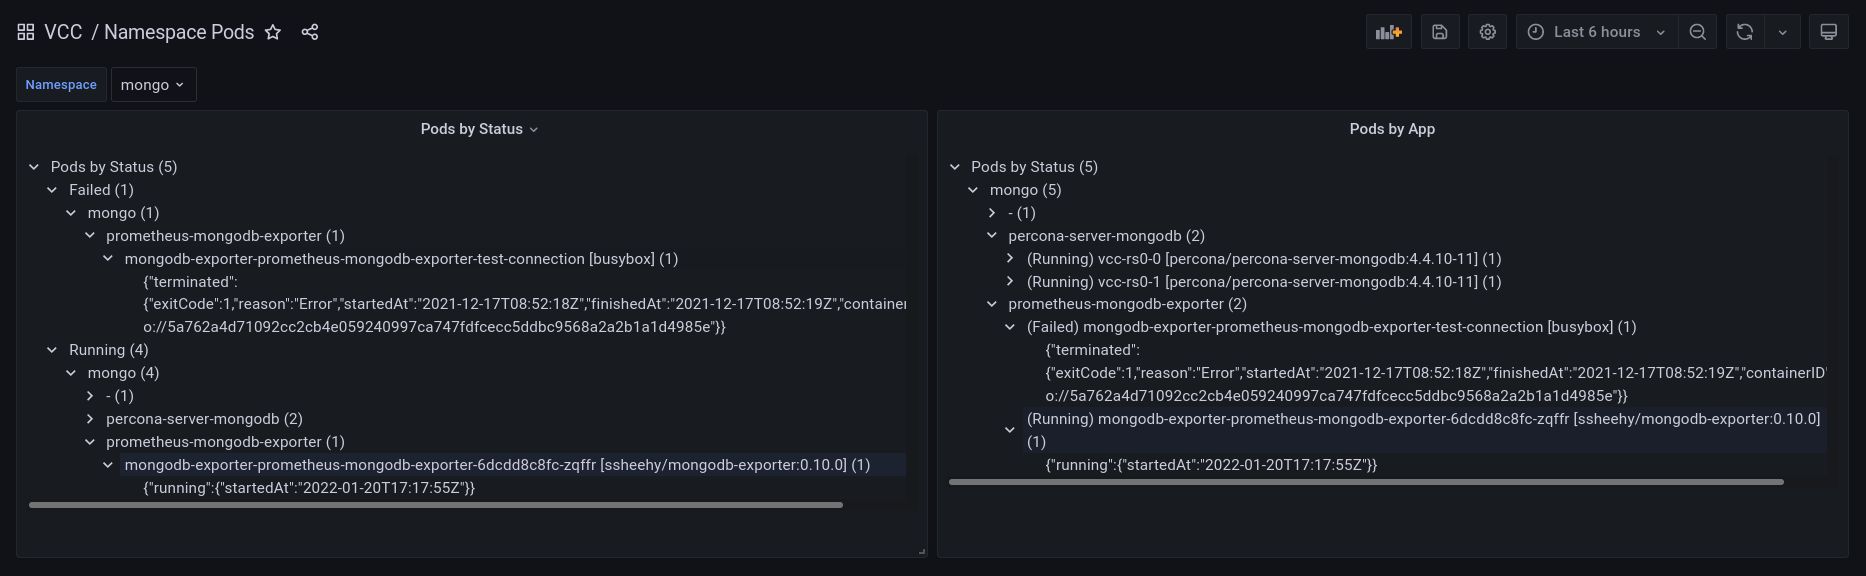 VCC / Namespace Pods
Last 6 hours
Namespace mongo
Pods by Status
Pods by Status (5)
Failed (1)
mongo (1)
prometheus-mongodb-exporter (1)
mongodb-exporter-prometheus-mongodb-exporter-test-connection [busybox] (1)
{"terminated":
{"exitCode":1,"reason":"Error","startedAt":"2021-12-17T08:52:18Z","finishedAt":"2021-12-17T08:52:19Z","container
o://5a762a4d71092cc2cb4e059240997ca747fdfcecc5ddbc9568a2a2b1a1d4985e"}}
Running (4)
mongo (4)
- (1)
percona-server-mongodb (2)
prometheus-mongodb-exporter (1)
mongodb-exporter-prometheus-mongodb-exporter-6dcdd8c8fc-zqffr [ssheehy/mongodb-exporter:0.10.0] (1)
{"running":{"startedAt":"2022-01-20T17:17:55Z"}}
Pods by App
Pods by Status (5)
mongo (5)
- (1)
percona-server-mongodb (2)
(Running) vcc-rs0-0 [percona/percona-server-mongodb:4.4.10-11] (1)
(Running) vcc-rs0-1 [percona/percona-server-mongodb:4.4.10-11] (1)
prometheus-mongodb-exporter (2)
(Failed) mongodb-exporter-prometheus-mongodb-exporter-test-connection [busybox] (1)
{"terminated":
{"exitCode":1,"reason":"Error","startedAt":"2021-12-17T08:52:18Z","finishedAt":"2021-12-17T08:52:19Z","containerID"
o://5a762a4d71092cc2cb4e059240997ca747fdfcecc5ddbc9568a2a2b1a1d4985e"}}
(Running) mongodb-exporter-prometheus-mongodb-exporter-6dcdd8c8fc-zqffr [ssheehy/mongodb-exporter:0.10.0]
(1)
{"running":{"startedAt":"2022-01-20T17:17:55Z"}}